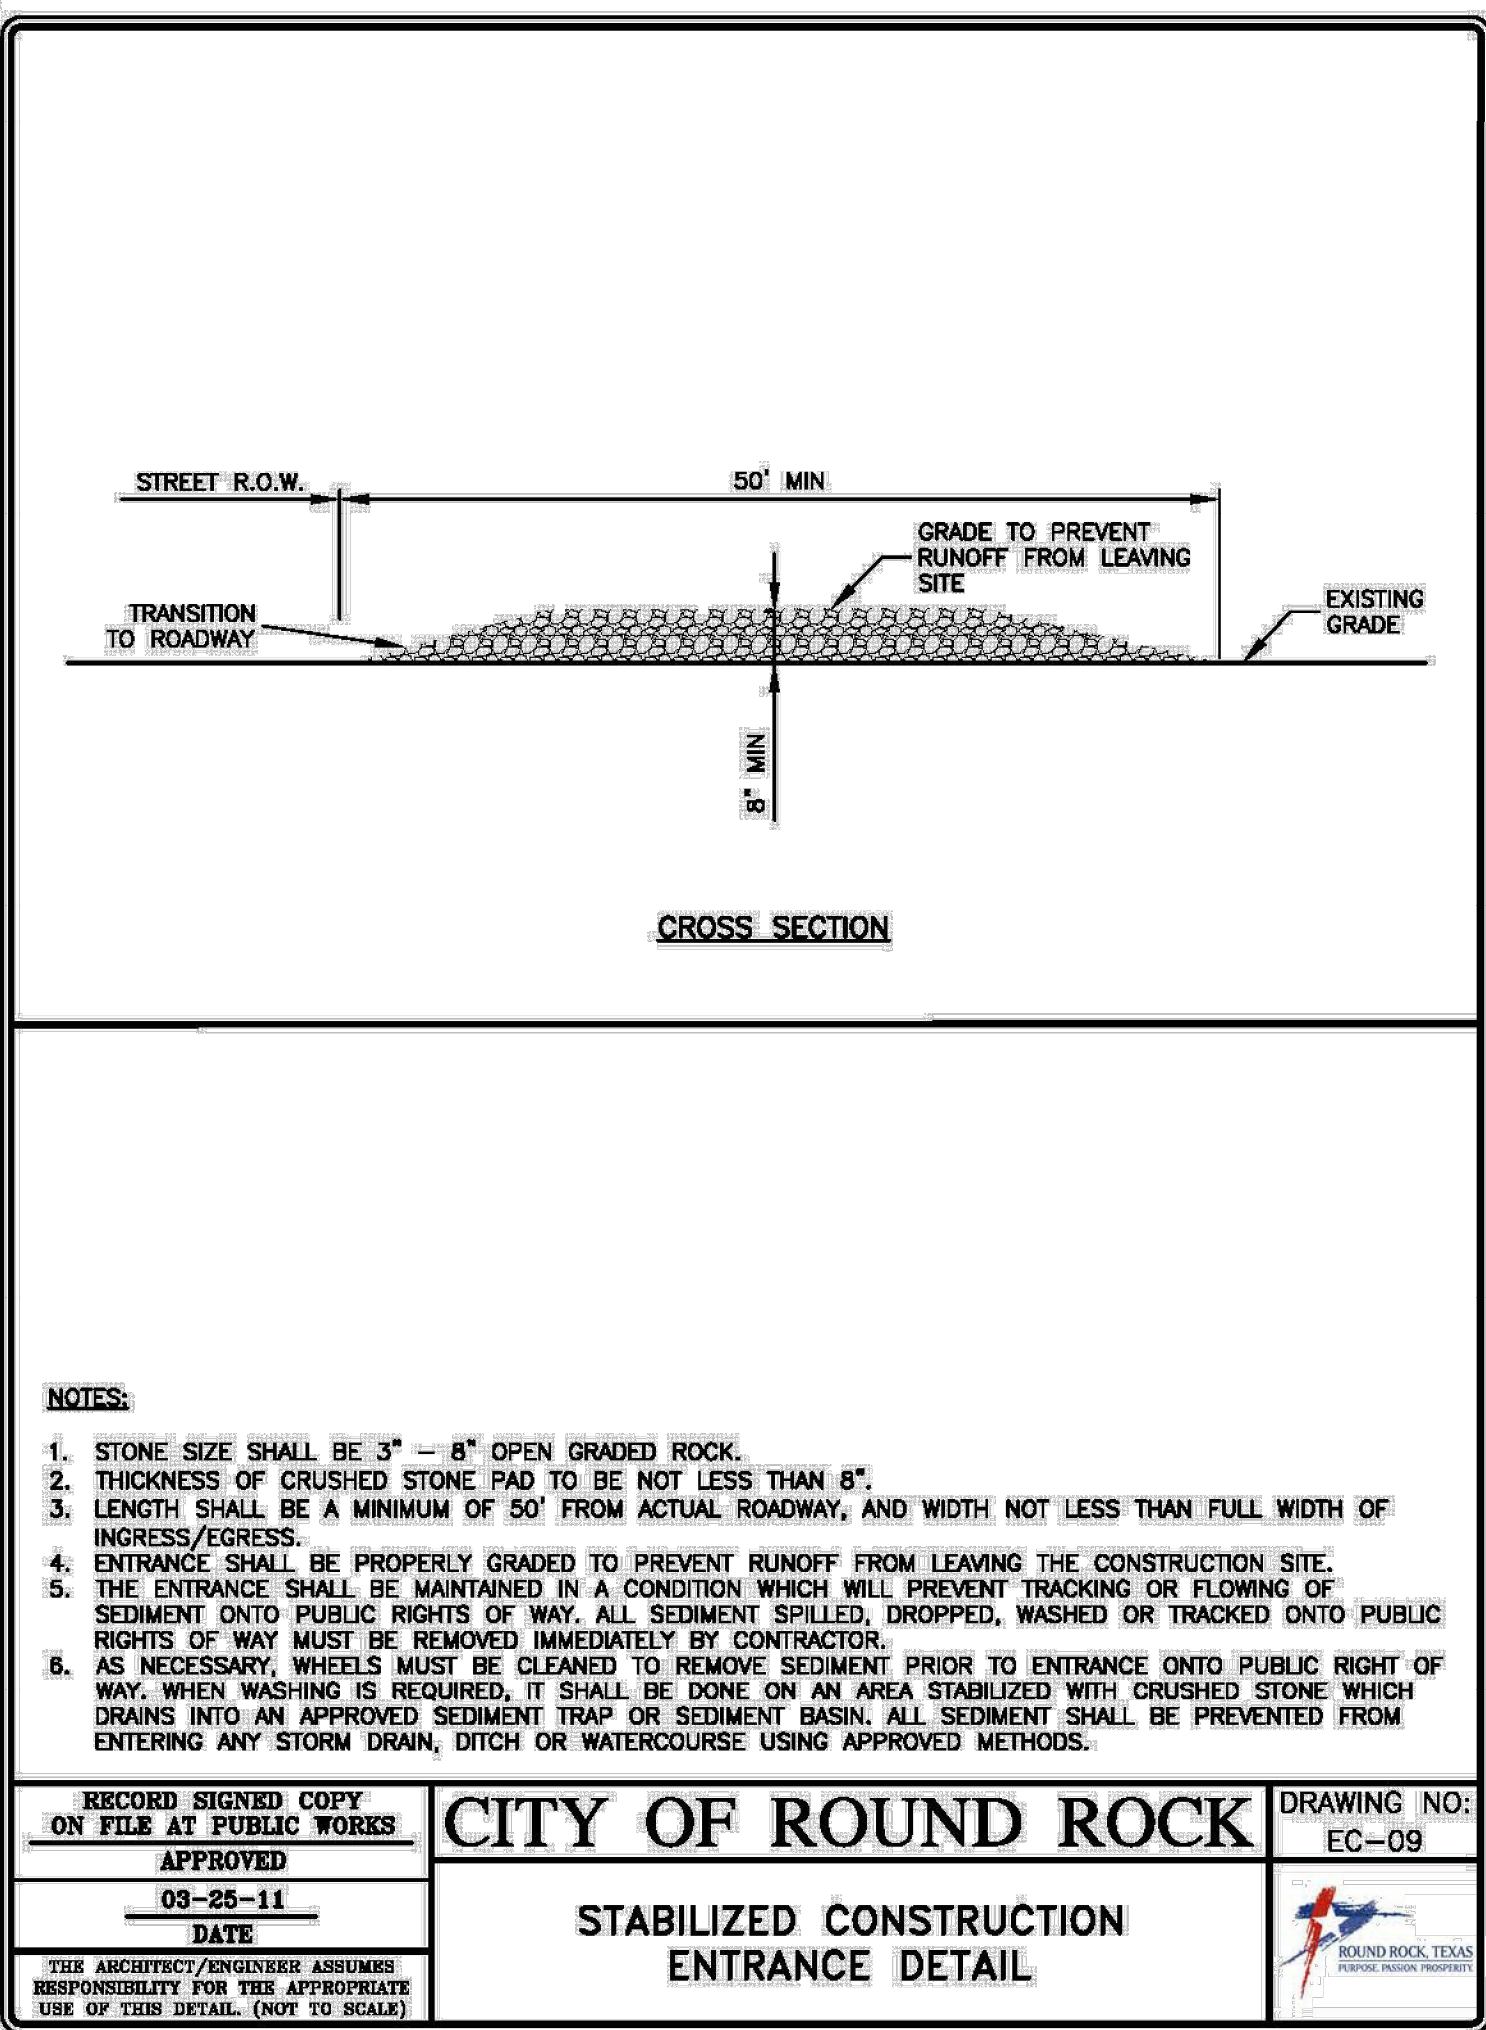 STREET R.O.W.
50' MIN
GRADE TO PREVENT
RUNOFF FROM LEAVING
SITE
TRANSITION
TO ROADWAY
EXISTING
GRADE
8" MIN
CROSS SECTION
NOTES:
1. STONE SIZE SHALL BE 3" – 8" OPEN GRADED ROCK.
2. THICKNESS OF CRUSHED STONE PAD TO BE NOT LESS THAN 8".
3. LENGTH SHALL BE A MINIMUM OF 50' FROM ACTUAL ROADWAY, AND WIDTH NOT LESS THAN FULL WIDTH OF
INGRESS/EGRESS.
4. ENTRANCE SHALL BE PROPERLY GRADED TO PREVENT RUNOFF FROM LEAVING THE CONSTRUCTION SITE.
5. THE ENTRANCE SHALL BE MAINTAINED IN A CONDITION WHICH WILL PREVENT TRACKING OR FLOWING OF
SEDIMENT ONTO PUBLIC RIGHTS OF WAY. ALL SEDIMENT SPILLED, DROPPED, WASHED OR TRACKED ONTO PUBLIC
RIGHTS OF WAY MUST BE REMOVED IMMEDIATELY BY CONTRACTOR.
6. AS NECESSARY, WHEELS MUST BE CLEANED TO REMOVE SEDIMENT PRIOR TO ENTRANCE ONTO PUBLIC RIGHT OF
WAY. WHEN WASHING IS REQUIRED, IT SHALL BE DONE ON AN AREA STABILIZED WITH CRUSHED STONE WHICH
DRAINS INTO AN APPROVED SEDIMENT TRAP OR SEDIMENT BASIN. ALL SEDIMENT SHALL BE PREVENTED FROM
ENTERING ANY STORM DRAIN, DITCH OR WATERCOURSE USING APPROVED METHODS.
RECORD SIGNED COPY
ON FILE AT PUBLIC WORKS
APPROVED
03-25-11
DATE
THE ARCHITECT/ENGINEER ASSUMES
RESPONSIBILITY FOR THE APPROPRIATE
USE OF THIS DETAIL. (NOT TO SCALE)
CITY OF ROUND ROCK
STABILIZED CONSTRUCTION
ENTRANCE DETAIL
DRAWING NO:
EC-09
ROUND ROCK, TEXAS
PURPOSE. PASSION. PROSPERITY.